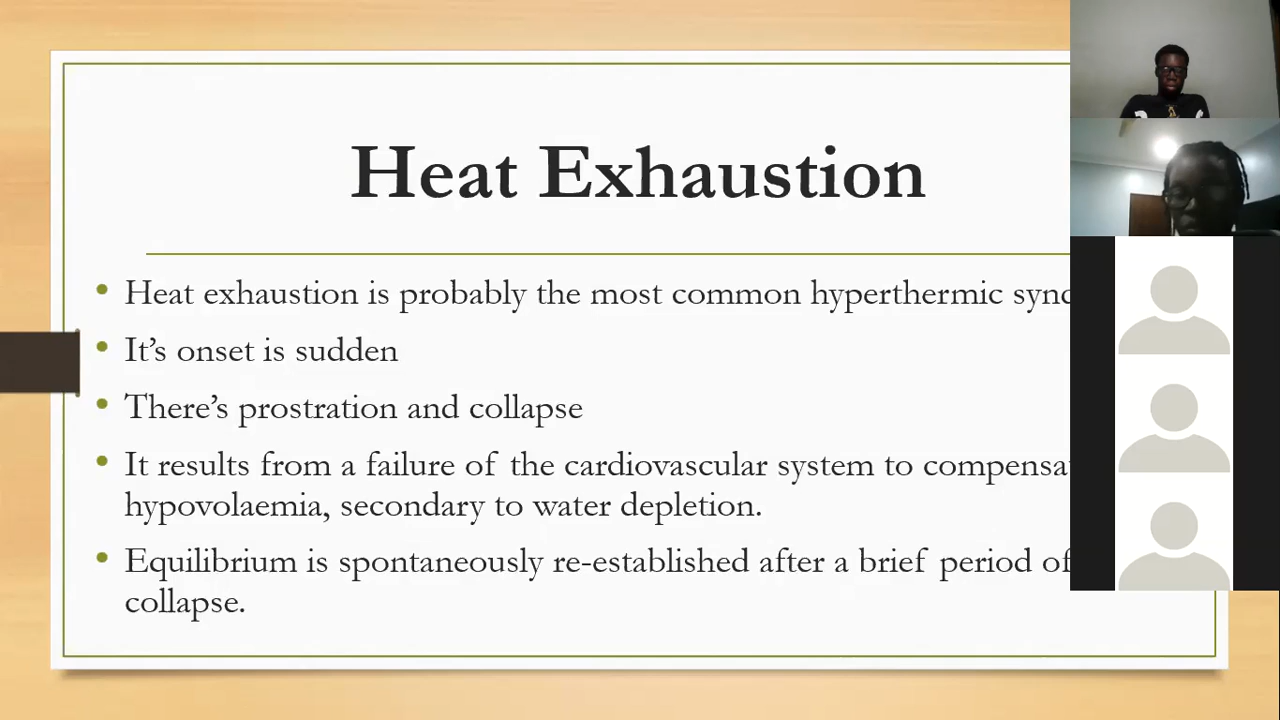 Heat Exhaustion
• Heat exhaustion is probably the most common hyperthermic
• It’s onset is sudden
• There’s prostration and collapse
• It results from a failure of the cardiovascular system to
hypovolaemia, secondary to water depletion.
• Equilibrium is spontaneously re-established after a brief period of
collapse.